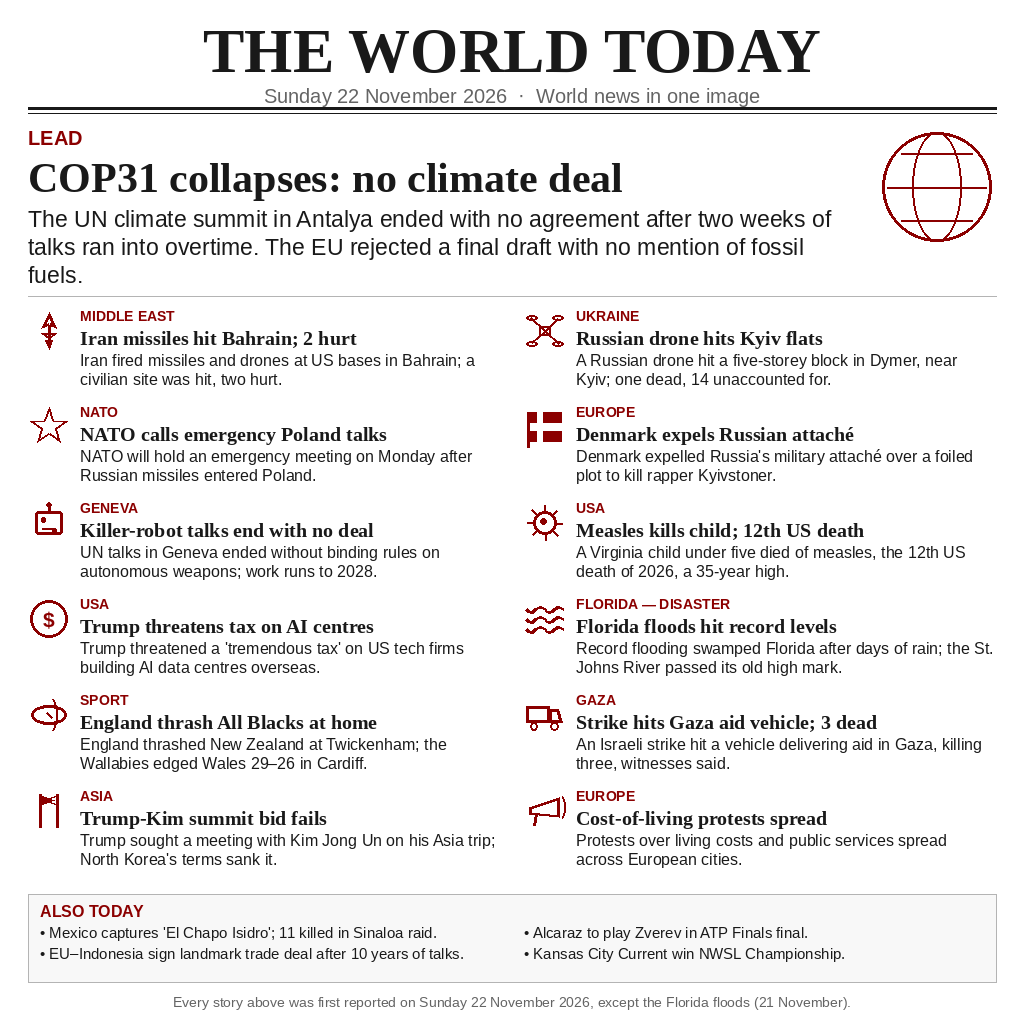 THE WORLD TODAY
Sunday 22 November 2026 · World news in one image
LEAD
COP31 collapses: no climate deal
The UN climate summit in Antalya ended with no agreement after two weeks of
talks ran into overtime. The EU rejected a final draft with no mention of fossil
fuels.
MIDDLE EAST
Iran missiles hit Bahrain; 2 hurt
Iran fired missiles and drones at US bases in Bahrain; a
civilian site was hit, two hurt.
UKRAINE
Russian drone hits Kyiv flats
A Russian drone hit a five-storey block in Dymer, near
Kyiv; one dead, 14 unaccounted for.
NATO
NATO calls emergency Poland talks
NATO will hold an emergency meeting on Monday after
Russian missiles entered Poland.
EUROPE
Denmark expels Russian attaché
Denmark expelled Russia's military attaché over a foiled
plot to kill rapper Kyivstoner.
GENEVA
Killer-robot talks end with no deal
UN talks in Geneva ended without binding rules on
autonomous weapons; work runs to 2028.
USA
Measles kills child; 12th US death
A Virginia child under five died of measles, the 12th US
death of 2026, a 35-year high.
USA
$
Trump threatens tax on AI centres
Trump threatened a 'tremendous tax' on US tech firms
building AI data centres overseas.
FLORIDA — DISASTER
Florida floods hit record levels
Record flooding swamped Florida after days of rain; the St.
Johns River passed its old high mark.
SPORT
England thrash All Blacks at home
England thrashed New Zealand at Twickenham; the
Wallabies edged Wales 29–26 in Cardiff.
GAZA
Strike hits Gaza aid vehicle; 3 dead
An Israeli strike hit a vehicle delivering aid in Gaza, killing
three, witnesses said.
ASIA
Trump-Kim summit bid fails
Trump sought a meeting with Kim Jong Un on his Asia trip;
North Korea's terms sank it.
EUROPE
Cost-of-living protests spread
Protests over living costs and public services spread
across European cities.
ALSO TODAY
• Mexico captures 'El Chapo Isidro'; 11 killed in Sinaloa raid.
• EU–Indonesia sign landmark trade deal after 10 years of talks.
• Alcaraz to play Zverev in ATP Finals final.
• Kansas City Current win NWSL Championship.
Every story above was first reported on Sunday 22 November 2026, except the Florida floods (21 November).